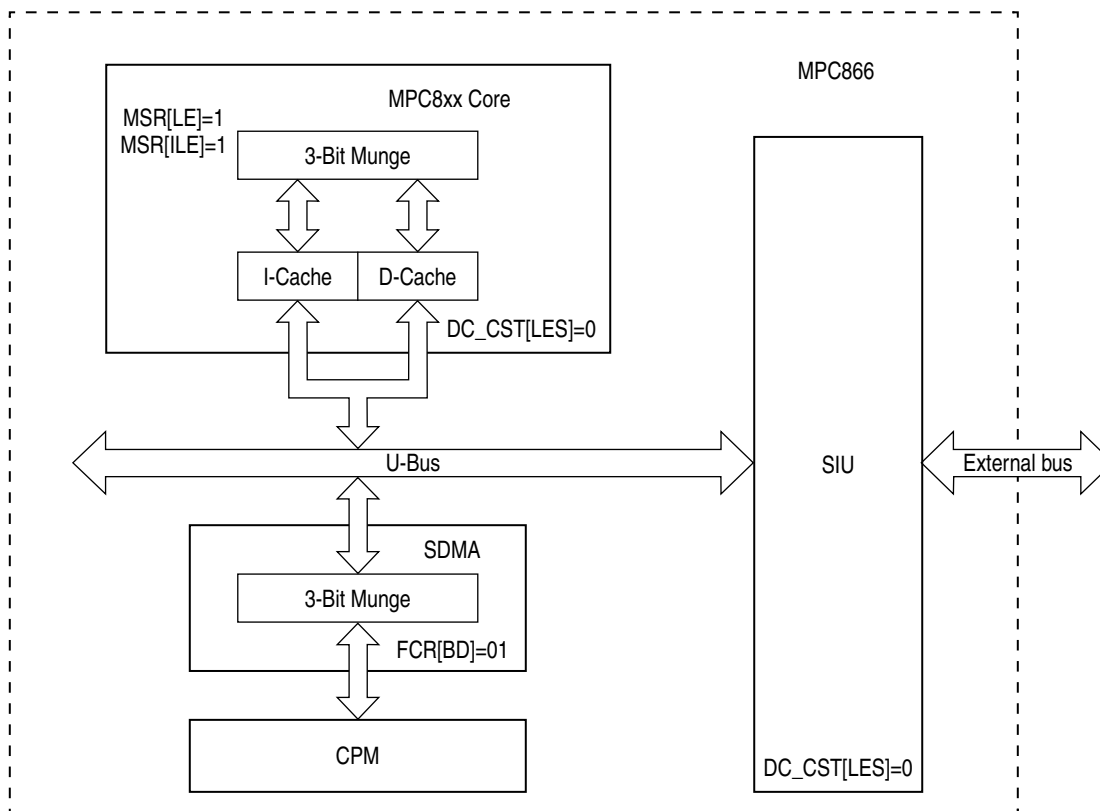 MPC866
MPC8xx Core
MSR[LE]=1
MSR[ILE]=1
3-Bit Munge
I-Cache
D-Cache
DC_CST[LES]=0
U-Bus
SIU
External bus
SDMA
3-Bit Munge
FCR[BD]=01
CPM
DC_CST[LES]=0